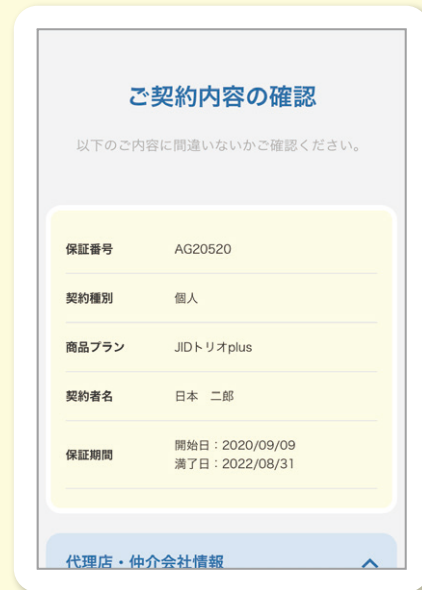 ご契約内容の確認
以下のご内容に間違いないかご確認ください。
保証番号 AG20520
契約種別 個人
商品プラン JIDトリオplus
契約者名 日本　二郎
保証期間 開始日：2020/09/09
満了日：2022/08/31
代理店・仲介会社情報